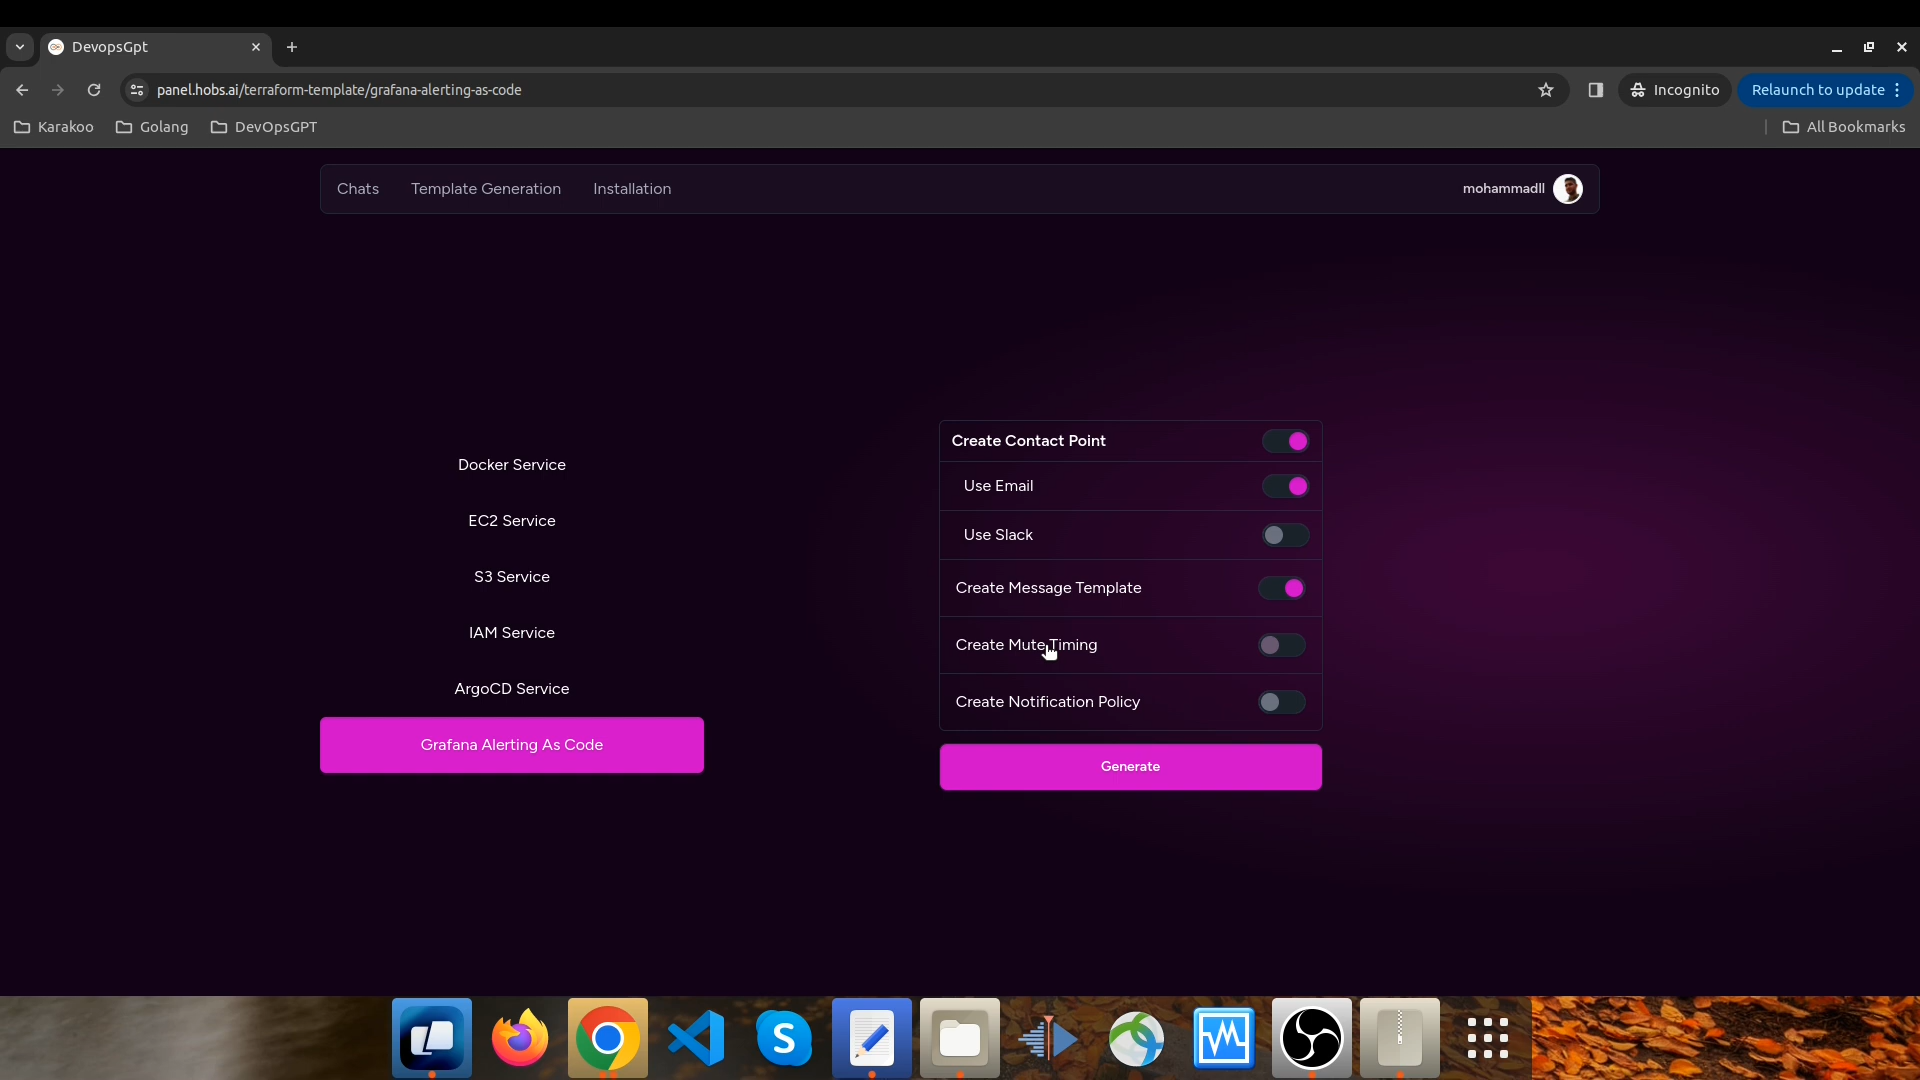 DevopsGpt
panel.hobs.ai/terraform-template/grafana-alerting-as-code
Incognito
Relaunch to update
Karakoo
Golang
DevOpsGPT
All Bookmarks
Chats
Template Generation
Installation
mohammadll
Docker Service
EC2 Service
S3 Service
IAM Service
ArgoCD Service
Grafana Alerting As Code
Create Contact Point
Use Email
Use Slack
Create Message Template
Create Mute Timing
Create Notification Policy
Generate